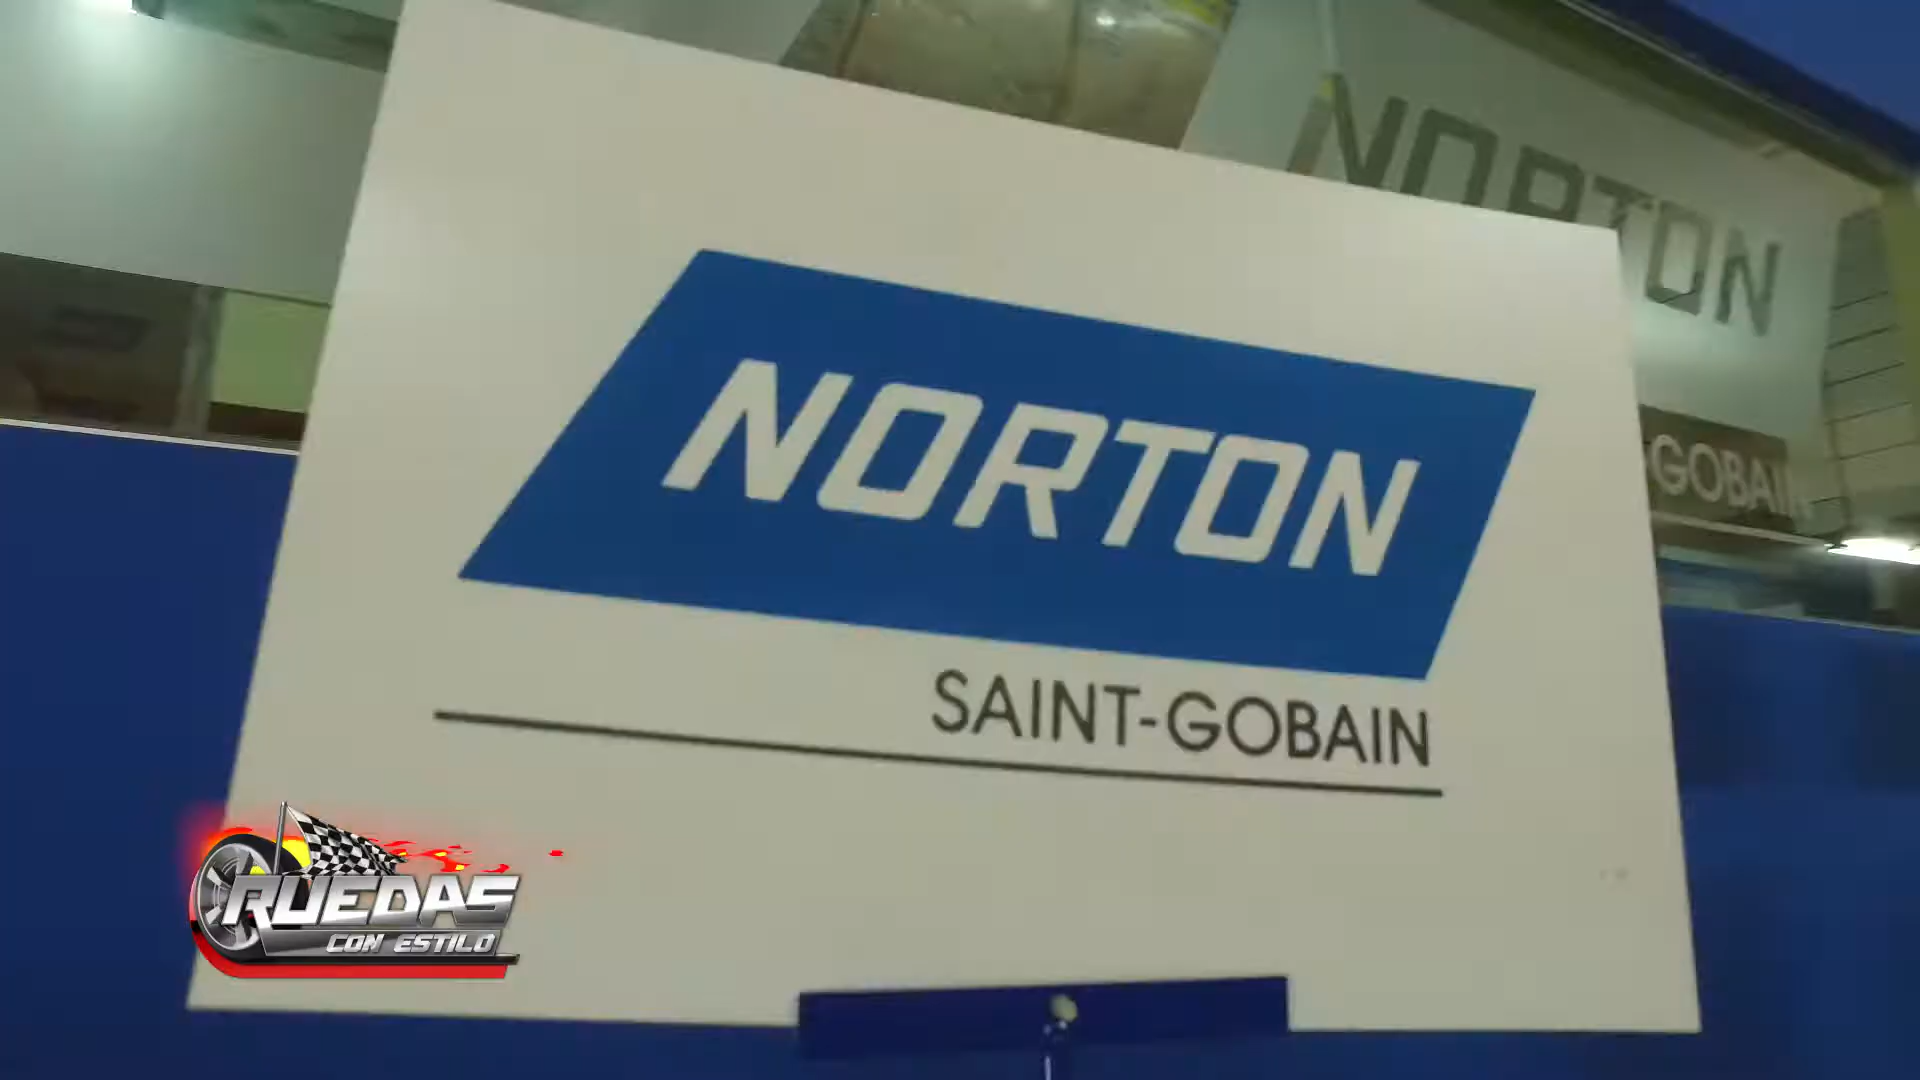 NORTON
NORTON
SAINT-GOBAIN
-GOBAIN
RUEDAS
CON ESTILO